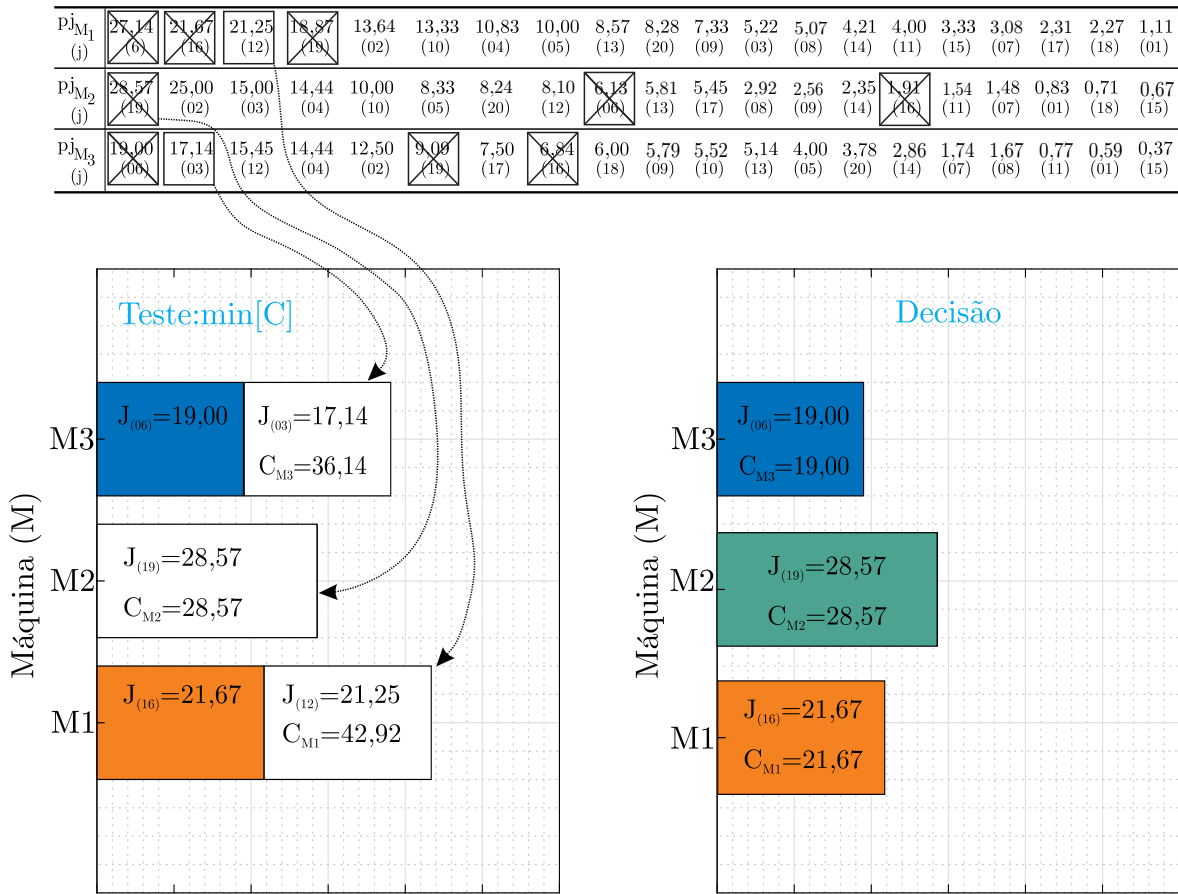 pj_M1 27,14 21,67 21,25 18,87 13,64 13,33 10,83 10,00 8,57 8,28 7,33 5,22 5,07 4,21 4,00 3,33 3,08 2,31 2,27 1,11
(j) (6) (16) (12) (19) (02) (10) (04) (05) (13) (20) (09) (03) (08) (14) (11) (15) (07) (17) (18) (01)
pj_M2 28,57 25,00 15,00 14,44 10,00 8,33 8,24 8,10 6,13 5,81 5,45 2,92 2,56 2,35 1,91 1,54 1,48 0,83 0,71 0,67
(j) (19) (02) (03) (04) (10) (05) (20) (12) (06) (13) (17) (08) (09) (14) (16) (11) (07) (01) (18) (15)
pj_M3 19,00 17,14 15,45 14,44 12,50 9,09 7,50 6,84 6,00 5,79 5,52 5,14 4,00 3,78 2,86 1,74 1,67 0,77 0,59 0,37
(j) (06) (03) (12) (04) (02) (19) (17) (16) (18) (09) (10) (13) (05) (20) (14) (07) (08) (11) (01) (15)
Teste:min[C]
Máquina (M)
M3
J(06)=19,00
J(03)=17,14
C_M3=36,14
M2
J(19)=28,57
C_M2=28,57
M1
J(16)=21,67
J(12)=21,25
C_M1=42,92
Decisão
Máquina (M)
M3
J(06)=19,00
C_M3=19,00
M2
J(19)=28,57
C_M2=28,57
M1
J(16)=21,67
C_M1=21,67